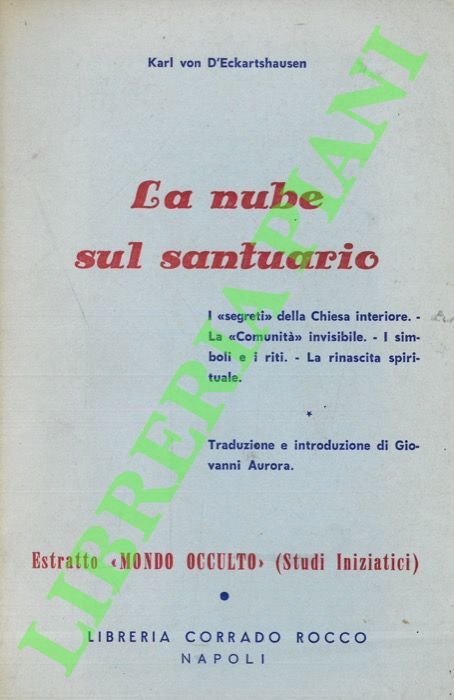 Karl von D'Eckartshausen
La nube
sul santuario
I «segreti» della Chiesa interiore. -
La «Comunità» invisibile. - I sim-
boli e i riti. - La rinascita spiri-
tuale.
*
Traduzione e introduzione di Gio-
vanni Aurora.
Estratto «MONDO OCCULTO» (Studi Iniziatici)
LIBRERIA CORRADO ROCCO
NAPOLI
LIBRERIA PIANI